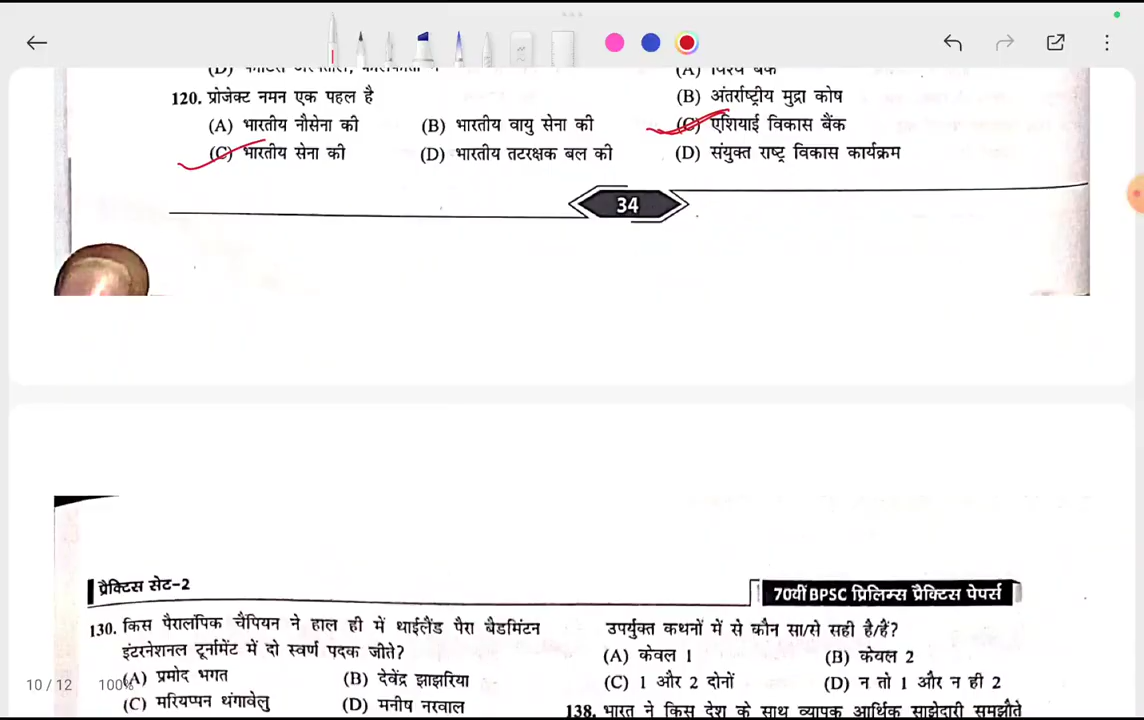 120. प्रोजेक्ट नमन एक पहल है
(A) भारतीय नौसेना की (B) भारतीय वायु सेना की
(C) भारतीय सेना की (D) भारतीय तटरक्षक बल की
(A) विश्व बैंक
(B) अंतर्राष्ट्रीय मुद्रा कोष
(C) एशियाई विकास बैंक
(D) संयुक्त राष्ट्र विकास कार्यक्रम
34
प्रैक्टिस सेट-2
70वीं BPSC प्रिलिम्स प्रैक्टिस पेपर्स
130. किस पैरालंपिक चैंपियन ने हाल ही में थाईलैंड पैरा बैडमिंटन
इंटरनेशनल टूर्नामेंट में दो स्वर्ण पदक जीते?
(A) प्रमोद भगत (B) देवेंद्र झाझरिया
(C) मरियप्पन थंगावेलु (D) मनीष नरवाल
उपर्युक्त कथनों में से कौन सा/से सही है/हैं?
(A) केवल 1 (B) केवल 2
(C) 1 और 2 दोनों (D) न तो 1 और न ही 2
138. भारत ने किस देश के साथ व्यापक आर्थिक साझेदारी समझौते
10 / 12 100%